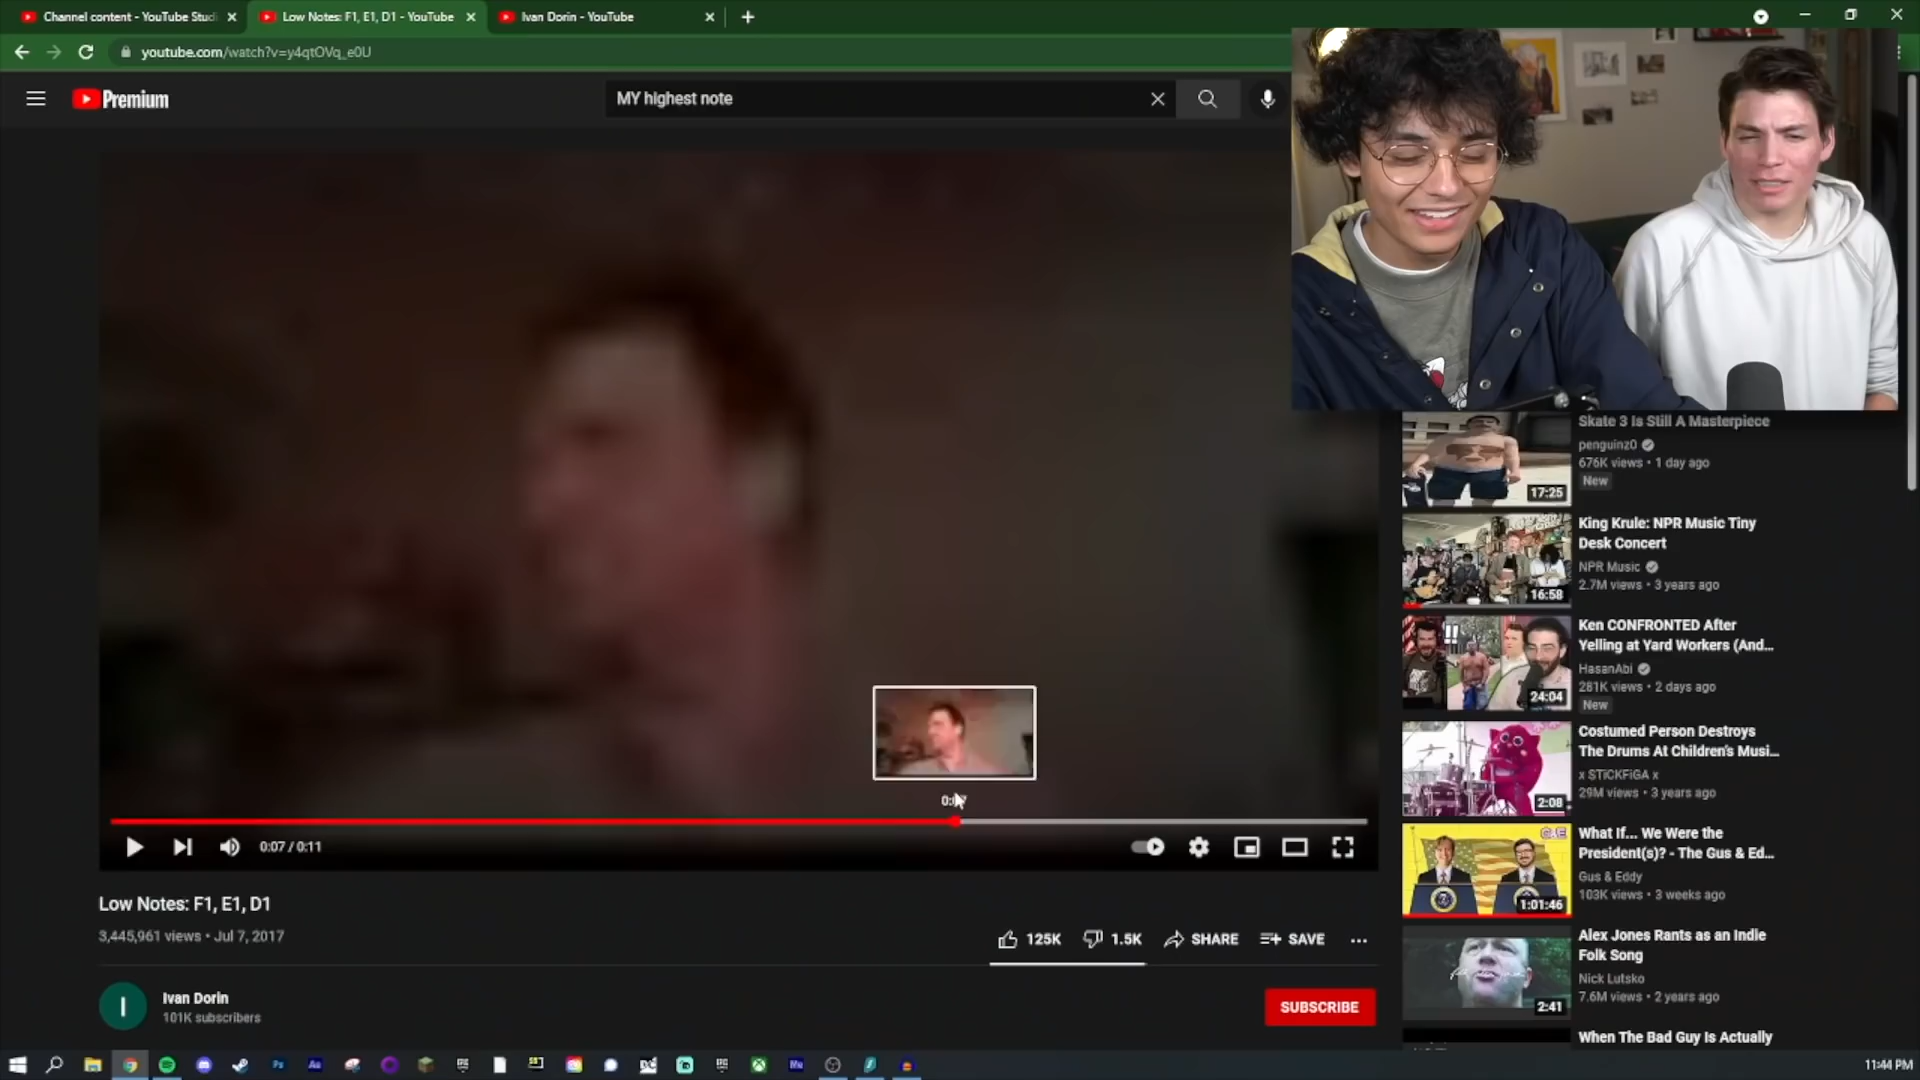 Channel content - YouTube Studi
Low Notes: F1, E1, D1 - YouTube
Ivan Dorin - YouTube
youtube.com/watch?v=y4qtOVq_e0U
Premium
MY highest note
Skate 3 Is Still A Masterpiece
penguinz0
676K views • 1 day ago
New
17:25
King Krule: NPR Music Tiny
Desk Concert
NPR Music
2.7M views • 3 years ago
16:58
Ken CONFRONTED After
Yelling at Yard Workers (And...
HasanAbi
281K views • 2 days ago
New
!!
24:04
Costumed Person Destroys
The Drums At Children's Musi...
x STiCKFiGA x
29M views • 3 years ago
2:08
What If... We Were the
President(s)? - The Gus & Ed...
Gus & Eddy
103K views • 3 weeks ago
G&E
1:01:46
Alex Jones Rants as an Indie
Folk Song
Nick Lutsko
7.6M views • 2 years ago
2:41
When The Bad Guy Is Actually
0:07 / 0:11
Low Notes: F1, E1, D1
3,445,961 views • Jul 7, 2017
125K
1.5K
SHARE
SAVE
I
Ivan Dorin
101K subscribers
SUBSCRIBE
Ps
Ae
EPIC
EPIC
Me
11:44 PM